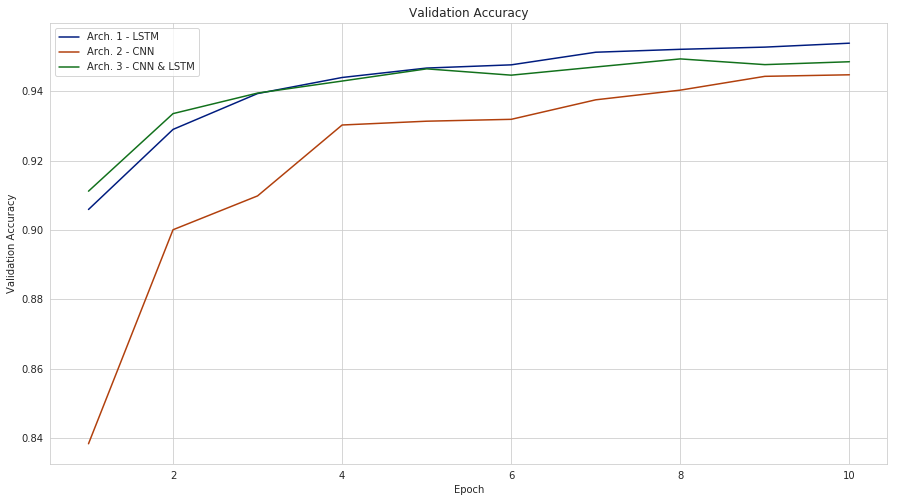 Validation Accuracy
Arch. 1 - LSTM
Arch. 2 - CNN
Arch. 3 - CNN & LSTM
Validation Accuracy
0.94
0.92
0.90
0.88
0.86
0.84
2 4 6 8 10
Epoch